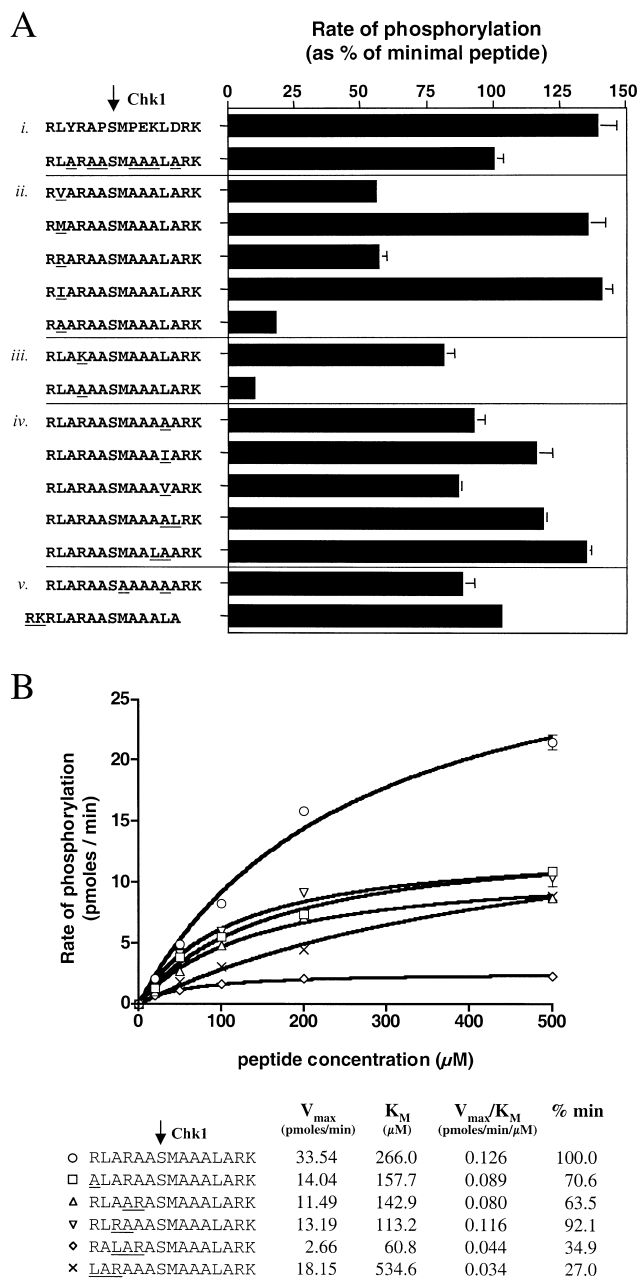 A
Rate of phosphorylation
(as % of minimal peptide)
Chk1
0 25 50 75 100 125 150
i. RLYRAPSMPEKLDRK
RLARAASMAAALARK
ii. RVARAASMAAALARK
RMARAASMAAALARK
RRARAASMAAALARK
RIARAASMAAALARK
RAARAASMAAALARK
iii. RLAKAASMAAALARK
RLAAAASMAAALARK
iv. RLARAASMAAAAARK
RLARAASMAAAIARK
RLARAASMAAAVARK
RLARAASMAAAALRK
RLARAASMAALAARK
v. RLARAASAAAAAARK
RKRLARAASMAAALA
B
25
20
15
10
5
0
Rate of phosphorylation
(pmoles / min)
0 100 200 300 400 500
peptide concentration (µM)
Chk1
Vmax KM Vmax/KM % min
(pmoles/min) (µM) (pmoles/min/µM)
RLARAASMAAALARK 33.54 266.0 0.126 100.0
ALARAASMAAALARK 14.04 157.7 0.089 70.6
RLAARASMAAALARK 11.49 142.9 0.080 63.5
RLRAAASMAAALARK 13.19 113.2 0.116 92.1
RALARASMAAALARK 2.66 60.8 0.044 34.9
LARAAASMAAALARK 18.15 534.6 0.034 27.0